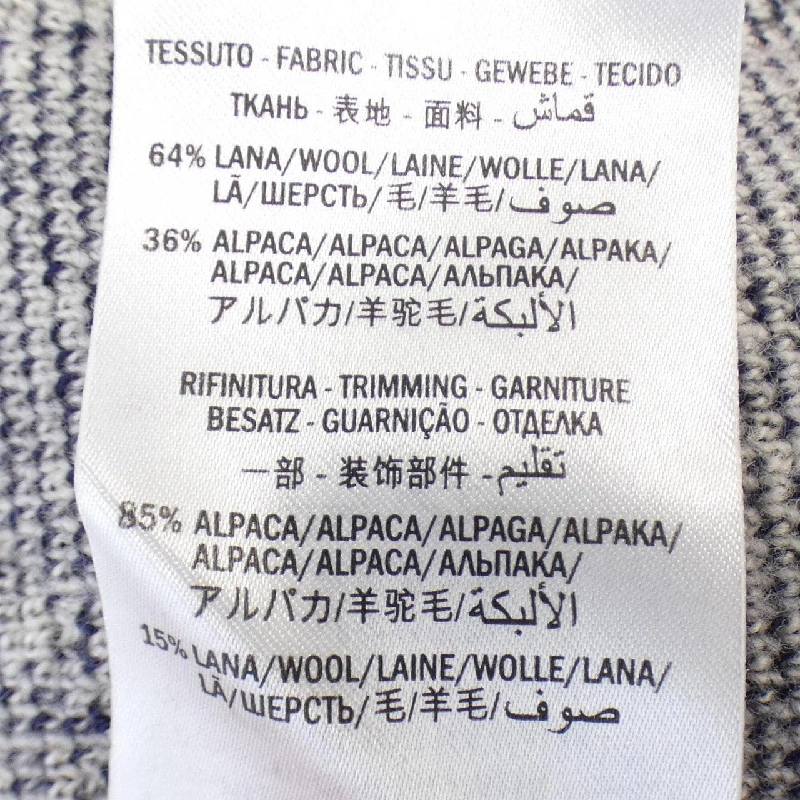 TESSUTO - FABRIC - TISSU - GEWEBE - TECIDO
ТКАНЬ - 表地 - 面料 - قماش
64% LANA/WOOL/LAINE/WOLLE/LANA/
LÃ/ШЕРСТЬ/毛/羊毛/صوف
36% ALPACA/ALPACA/ALPAGA/ALPAKA/
ALPACA/ALPACA/АЛЬПАКА/
アルパカ/羊驼毛/الألبكة
RIFINITURA - TRIMMING - GARNITURE
BESATZ - GUARNIÇÃO - ОТДЕЛКА
一部 - 装饰部件 - تقليم
85% ALPACA/ALPACA/ALPAGA/ALPAKA/
ALPACA/ALPACA/АЛЬПАКА/
アルパカ/羊驼毛/الألبكة
15% LANA/WOOL/LAINE/WOLLE/LANA/
LÃ/ШЕРСТЬ/毛/羊毛/صوف